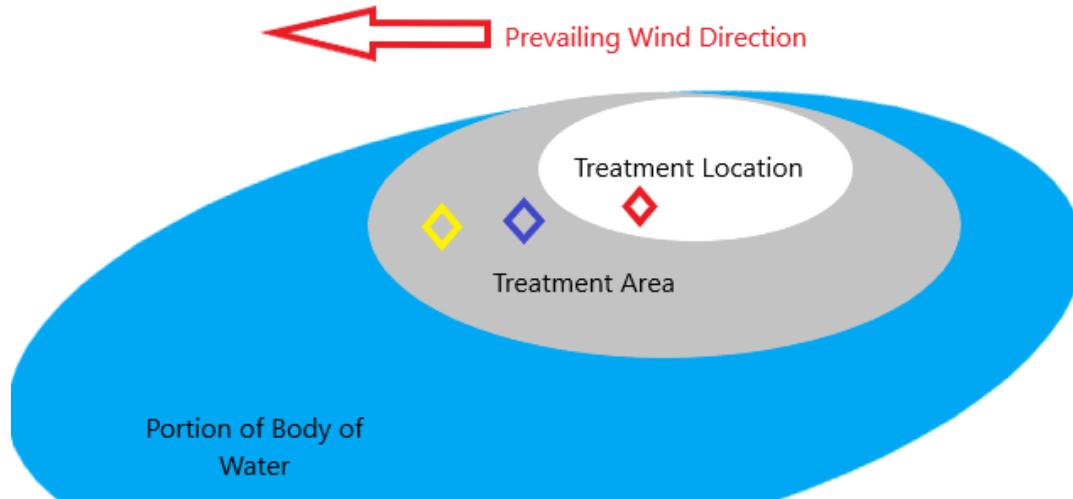 Prevailing Wind Direction
Treatment Location
Treatment Area
Portion of Body of
Water